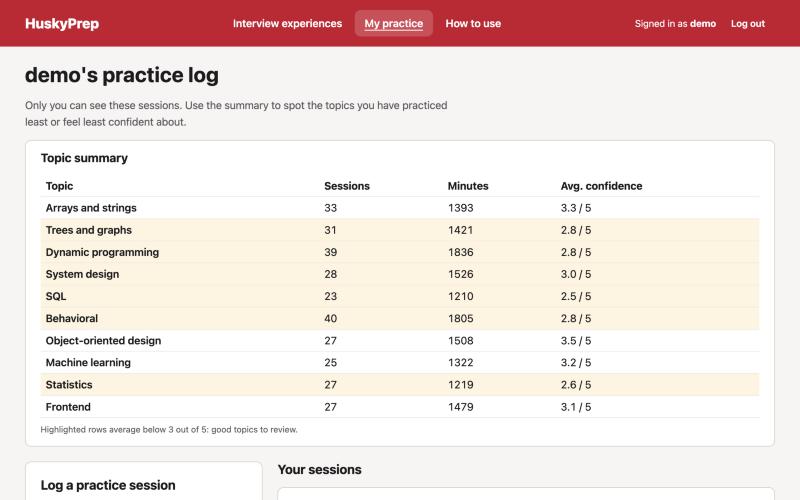 HuskyPrep Interview experiences My practice How to use Signed in as demo Log out
demo's practice log
Only you can see these sessions. Use the summary to spot the topics you have practiced
least or feel least confident about.
Topic summary
Topic Sessions Minutes Avg. confidence
Arrays and strings 33 1393 3.3 / 5
Trees and graphs 31 1421 2.8 / 5
Dynamic programming 39 1836 2.8 / 5
System design 28 1526 3.0 / 5
SQL 23 1210 2.5 / 5
Behavioral 40 1805 2.8 / 5
Object-oriented design 27 1508 3.5 / 5
Machine learning 25 1322 3.2 / 5
Statistics 27 1219 2.6 / 5
Frontend 27 1479 3.1 / 5
Highlighted rows average below 3 out of 5: good topics to review.
Log a practice session
Your sessions